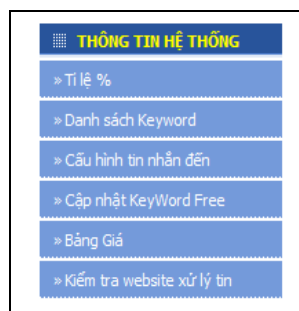 THÔNG TIN HỆ THỐNG
» Tỉ lệ %
» Danh sách Keyword
» Cấu hình tin nhắn đến
» Cập nhật KeyWord Free
» Bảng Giá
» Kiểm tra website xử lý tin